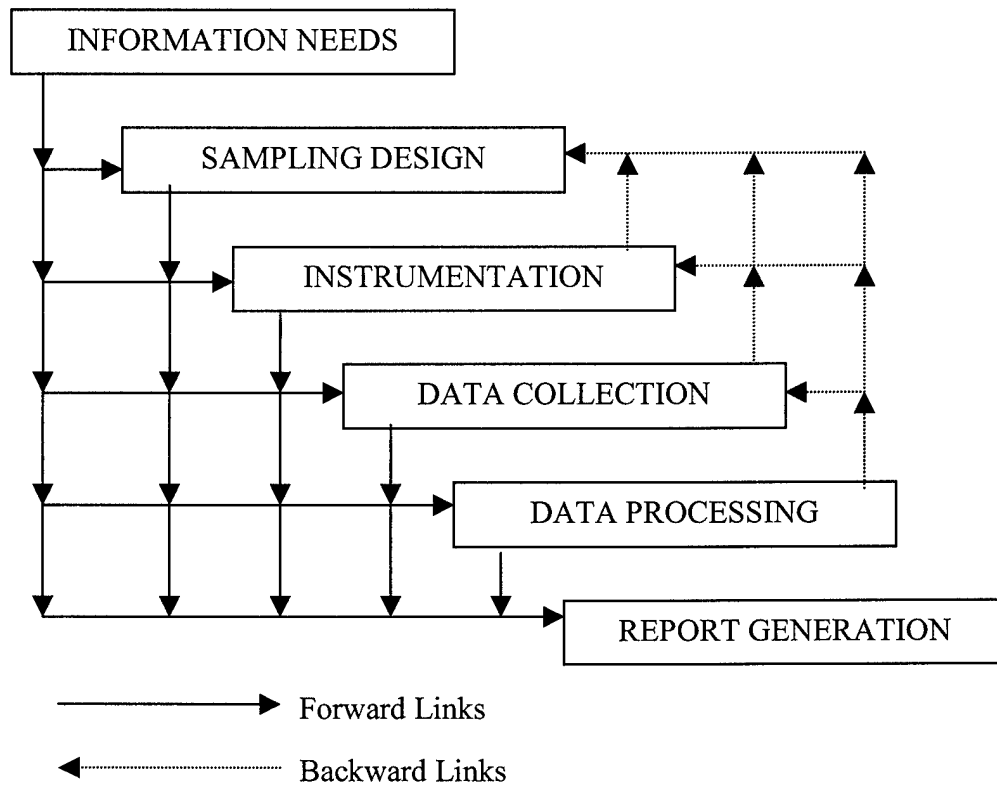 INFORMATION NEEDS
SAMPLING DESIGN
INSTRUMENTATION
DATA COLLECTION
DATA PROCESSING
REPORT GENERATION
Forward Links
Backward Links